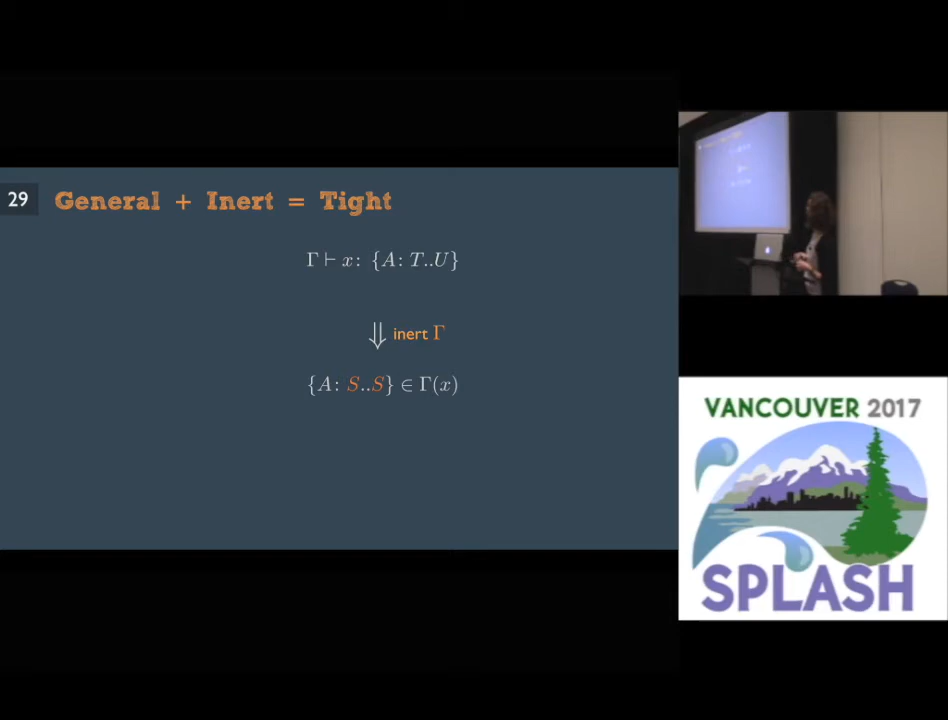 29 General + Inert = Tight
Γ ⊢ x: {A: T..U}
⇓ inert Γ
{A: S..S} ∈ Γ(x)
VANCOUVER 2017
SPLASH